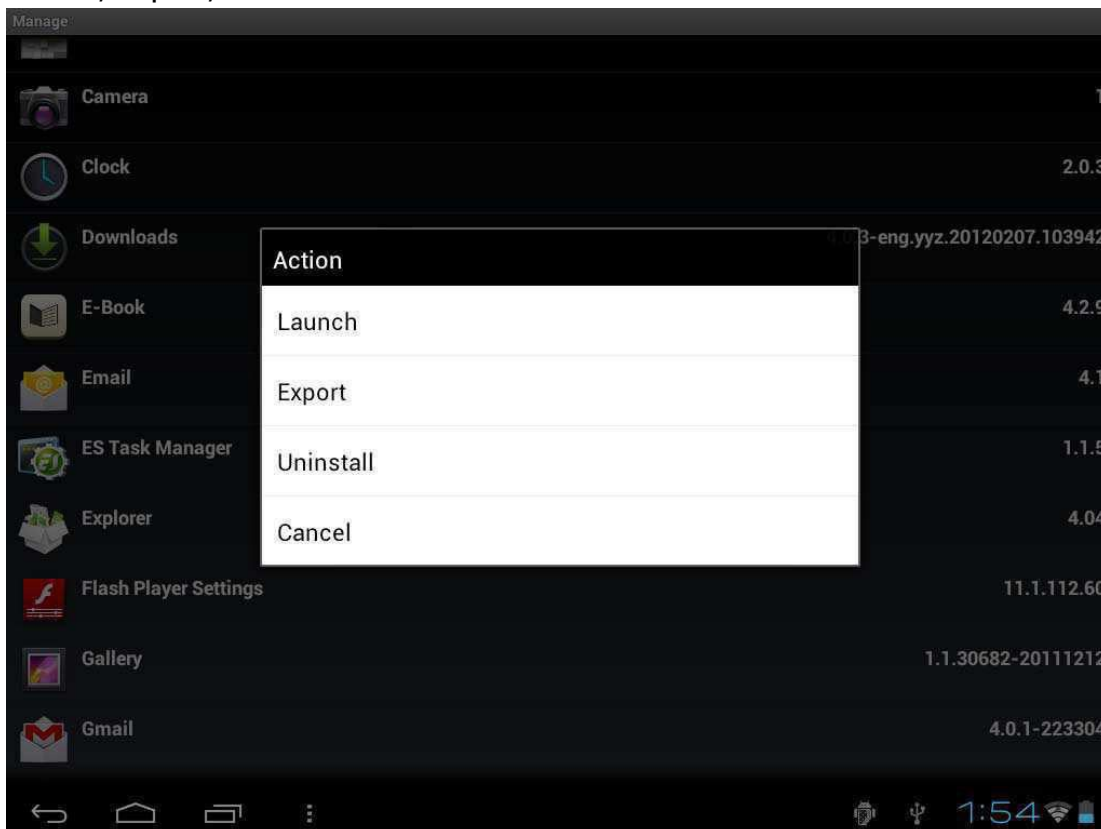 Manage
Camera 1
Clock 2.0.3
Downloads 3-eng.yyz.20120207.103942
Action
Launch
E-Book 4.2.9
Export
Email 4.1
ES Task Manager 1.1.5
Uninstall
Explorer 4.04
Cancel
Flash Player Settings 11.1.112.60
Gallery 1.1.30682-20111212
Gmail 4.0.1-223304
1:54